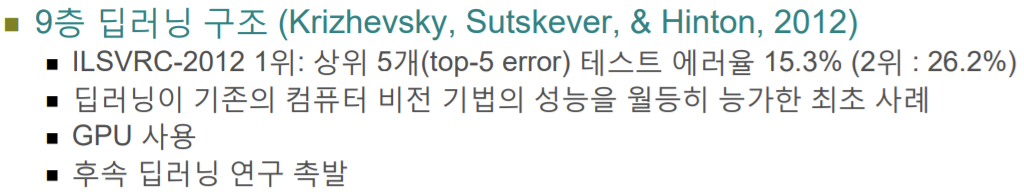 9층 딥러닝 구조 (Krizhevsky, Sutskever, & Hinton, 2012)
ILSVRC-2012 1위: 상위 5개(top-5 error) 테스트 에러율 15.3% (2위 : 26.2%)
딥러닝이 기존의 컴퓨터 비전 기법의 성능을 월등히 능가한 최초 사례
GPU 사용
후속 딥러닝 연구 촉발